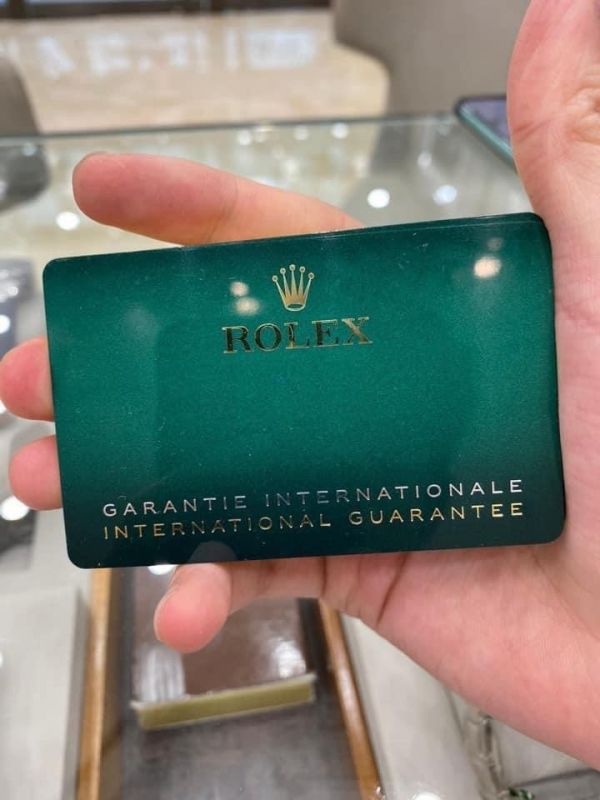 ROLEX
GARANTIE INTERNATIONALE
INTERNATIONAL GUARANTEE